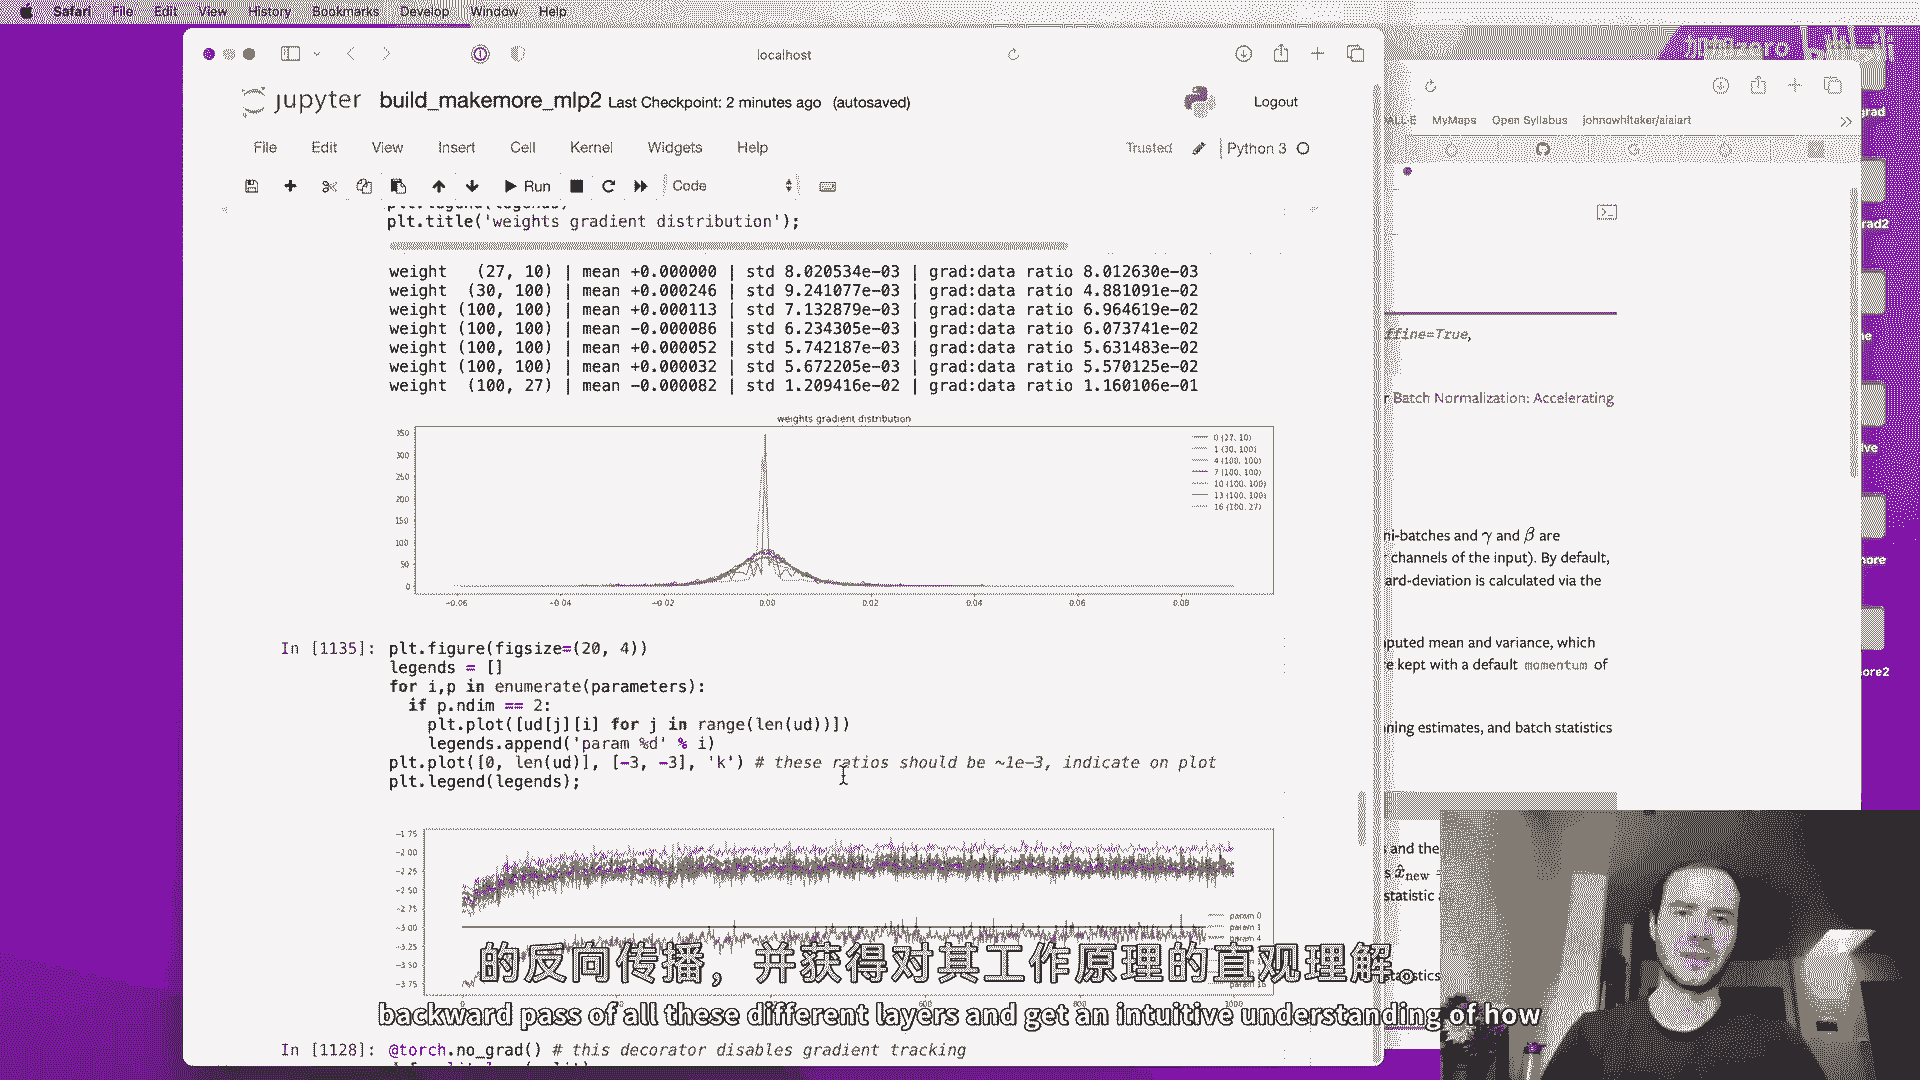 Safari File Edit View History Bookmarks Develop Window Help
localhost
jupyter build_makemore_mlp2 Last Checkpoint: 2 minutes ago (autosaved)
Logout
File Edit View Insert Cell Kernel Widgets Help
Trusted Python 3
Run Code
plt.title('weights gradient distribution');
weight (27, 10) | mean +0.000000 | std 8.020534e-03 | grad:data ratio 8.012630e-03
weight (30, 100) | mean +0.000246 | std 9.241077e-03 | grad:data ratio 4.881091e-02
weight (100, 100) | mean +0.000113 | std 7.132879e-03 | grad:data ratio 6.964619e-02
weight (100, 100) | mean -0.000086 | std 6.234305e-03 | grad:data ratio 6.073741e-02
weight (100, 100) | mean +0.000052 | std 5.742187e-03 | grad:data ratio 5.631483e-02
weight (100, 100) | mean +0.000032 | std 5.672205e-03 | grad:data ratio 5.570125e-02
weight (100, 27) | mean -0.000082 | std 1.209416e-02 | grad:data ratio 1.160106e-01
weights gradient distribution
350
300
250
200
150
100
50
0
-0.06 -0.04 -0.02 0.00 0.02 0.04 0.06 0.08
0 (27, 10)
1 (30, 100)
4 (100, 100)
7 (100, 100)
10 (100, 100)
13 (100, 100)
16 (100, 27)
In [1135]: plt.figure(figsize=(20, 4))
legends = []
for i,p in enumerate(parameters):
if p.ndim == 2:
plt.plot([ud[j][i] for j in range(len(ud))])
legends.append('param %d' % i)
plt.plot([0, len(ud)], [-3, -3], 'k') # these ratios should be ~1e-3, indicate on plot
plt.legend(legends);
-1.75
-2.00
-2.25
-2.50
-2.75
-3.00
-3.25
-3.50
-3.75
param 0
param 1
param 4
In [1128]: @torch.no_grad() # this decorator disables gradient tracking
MyMaps Open Syllabus johnowhitaker/aiaiart
ffine=True,
r Batch Normalization: Accelerating
ni-batches and γ and β are
channels of the input). By default,
ard-deviation is calculated via the
puted mean and variance, which
e kept with a default momentum of
ning estimates, and batch statistics
s and the
statistic
的反向传播，并获得对其工作原理的直观理解。
backward pass of all these different layers and get an intuitive understanding of how